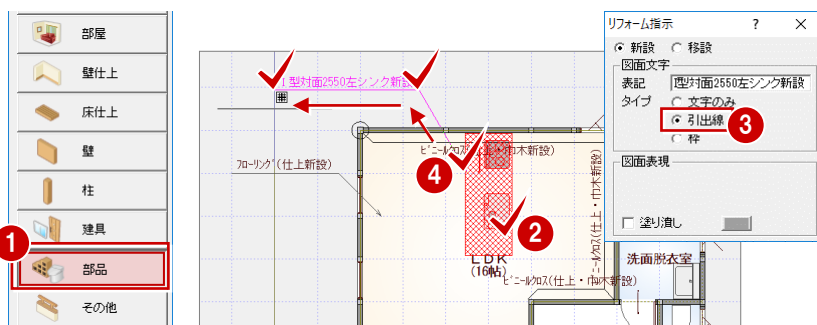 部屋
壁仕上
床仕上
壁
柱
建具
1
部品
その他
I型対面2550左シンク新設
フローリング(仕上新設)
4
2
LDK
(16帖)
ビニールクロス(仕上・巾木新設)
ビニールクロス(仕上・巾木新設)
ビニールクロス(仕上・巾木新設)
洗面脱衣室
リフォーム指示 ? ×
新設 移設
図面文字
表記 I型対面2550左シンク新設
タイプ 文字のみ
引出線 3
枠
図面表現
塗り潰し